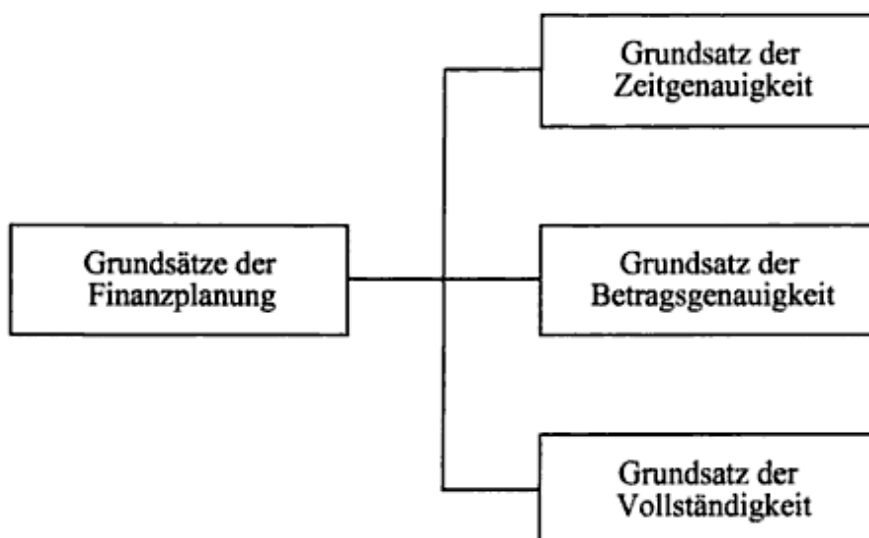 Grundsatz der
Zeitgenauigkeit
Grundsätze der
Finanzplanung
Grundsatz der
Betragsgenauigkeit
Grundsatz der
Vollständigkeit